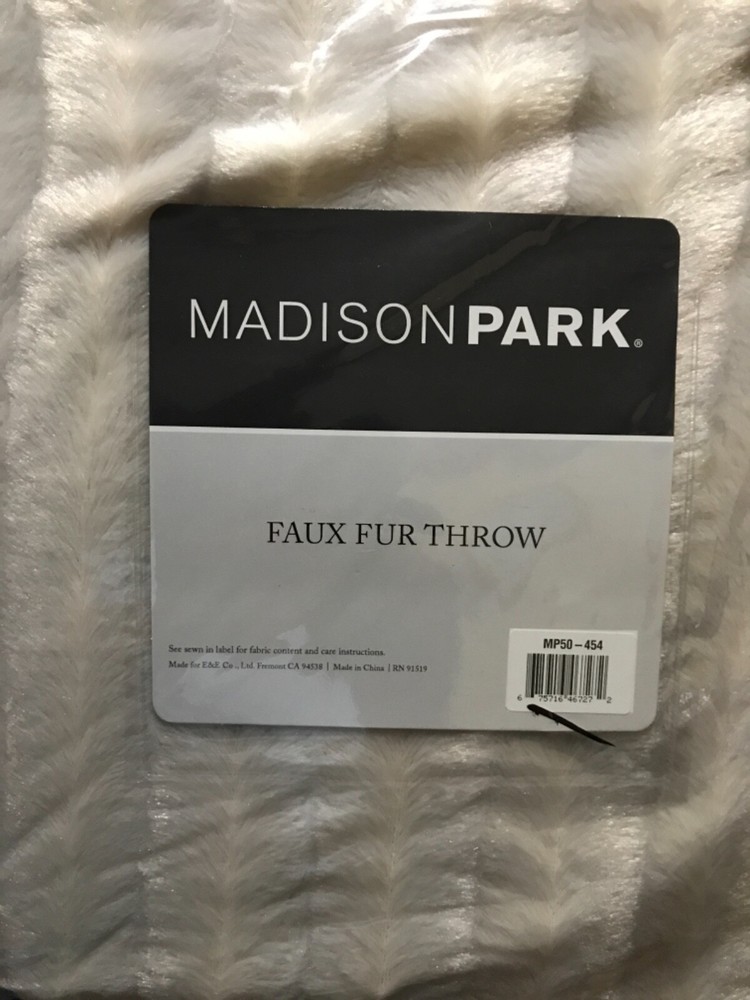 MADISONPARK®
FAUX FUR THROW
See sewn in label for fabric content and care instructions.
Made for E&E Co., Ltd. Fremont CA 94538 | Made in China | RN 91519
MP50-454
6 75716 46727 2